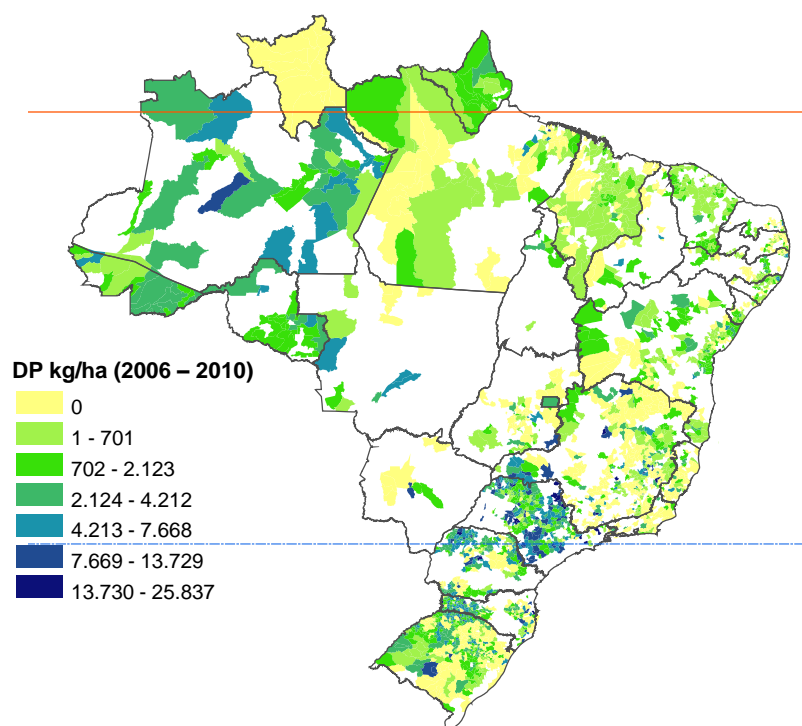 DP kg/ha (2006 – 2010)
0
1 - 701
702 - 2.123
2.124 - 4.212
4.213 - 7.668
7.669 - 13.729
13.730 - 25.837